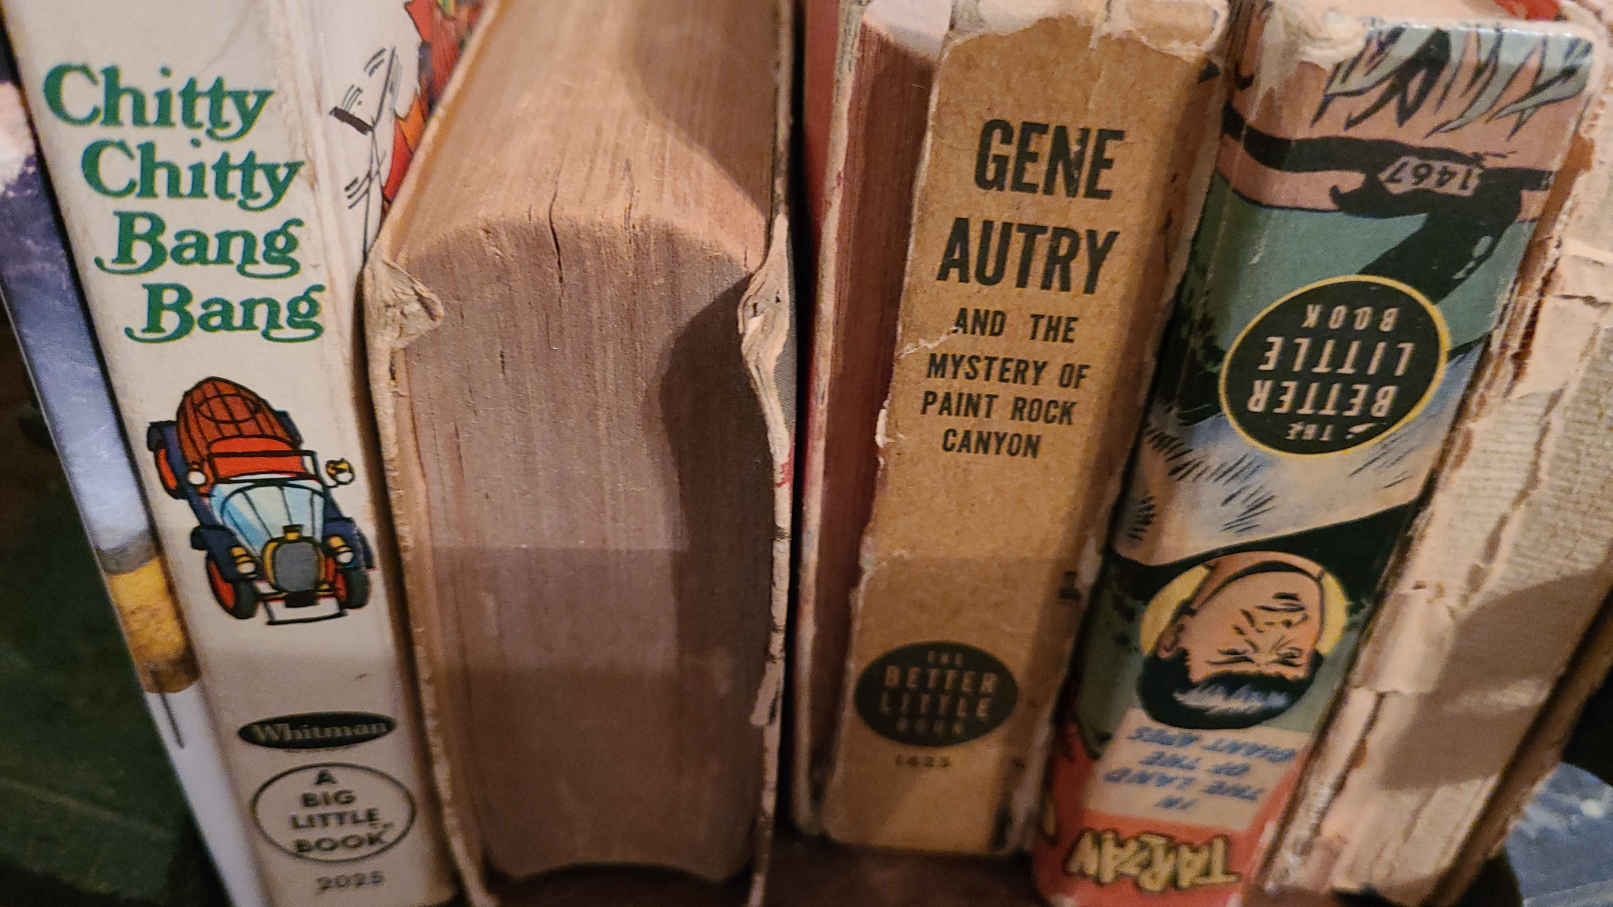 Chitty
Chitty
Bang
Bang
Whitman
A
BIG
LITTLE
BOOK
2025
GENE
AUTRY
AND THE
MYSTERY OF
PAINT ROCK
CANYON
THE
BETTER
LITTLE
BOOK
1425
TARZAN
IN
THE LAND
OF THE
GIANT APES
THE
BETTER
LITTLE
BOOK
1467